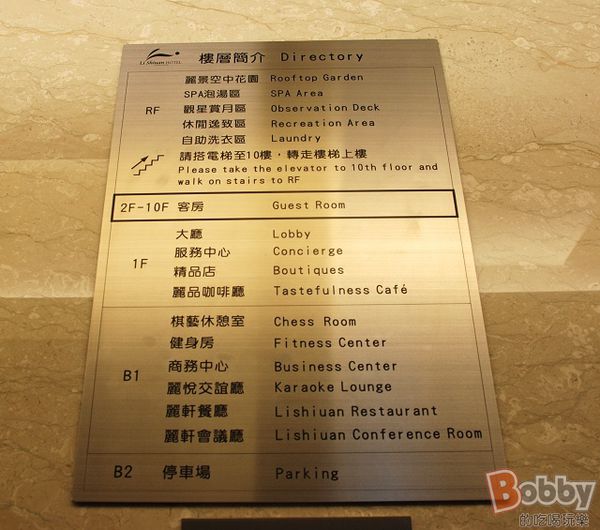 Li Shiuan HOTEL
樓層簡介 Directory
麗景空中花園 Rooftop Garden
SPA泡湯區 SPA Area
RF 觀星賞月區 Observation Deck
休閒逸致區 Recreation Area
自助洗衣區 Laundry
請搭電梯至10樓，轉走樓梯上樓
Please take the elevator to 10th floor and
walk on stairs to RF
2F-10F 客房 Guest Room
大廳 Lobby
1F 服務中心 Concierge
精品店 Boutiques
麗品咖啡廳 Tastefulness Café
棋藝休憩室 Chess Room
健身房 Fitness Center
B1 商務中心 Business Center
麗悅交誼廳 Karaoke Lounge
麗軒餐廳 Lishiuan Restaurant
麗軒會議廳 Lishiuan Conference Room
B2 停車場 Parking
Bobby
的吃喝玩樂